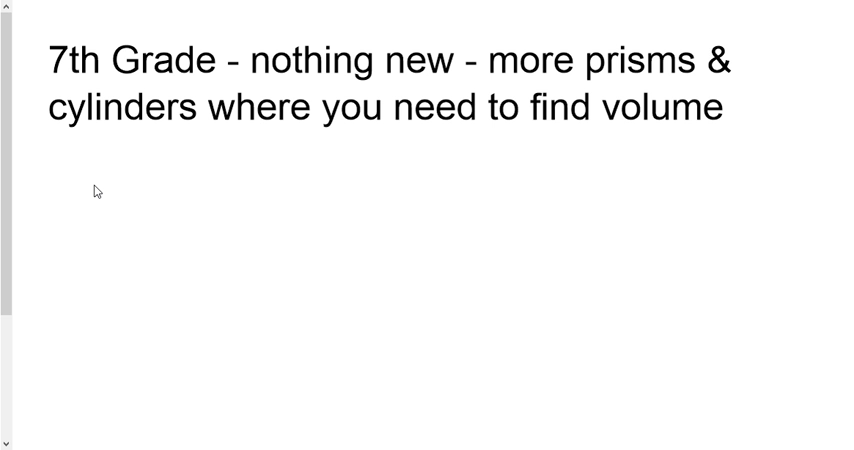 7th Grade - nothing new - more prisms &
cylinders where you need to find volume